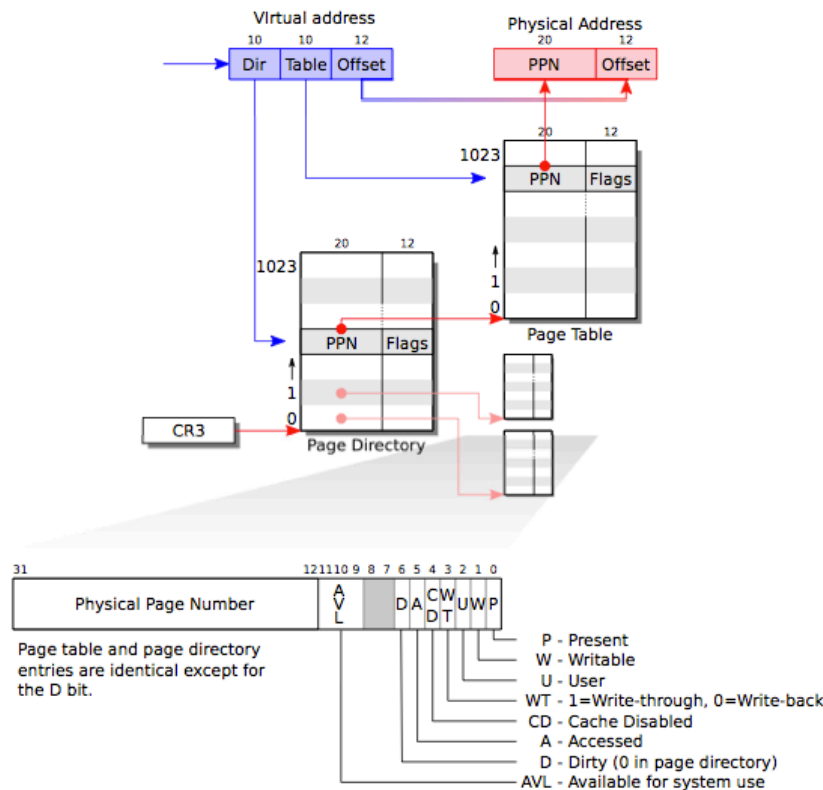 VIrtual address
Physical Address
10 10 12
20 12
Dir Table Offset
PPN Offset
20 12
1023
PPN Flags
20 12
1023
1
0
Page Table
PPN Flags
1
0
CR3
Page Directory
31 12 11 10 9 8 7 6 5 4 3 2 1 0
Physical Page Number AVL D A CD WT U W P
Page table and page directory
entries are identical except for
the D bit.
P - Present
W - Writable
U - User
WT - 1=Write-through, 0=Write-back
CD - Cache Disabled
A - Accessed
D - Dirty (0 in page directory)
AVL - Available for system use